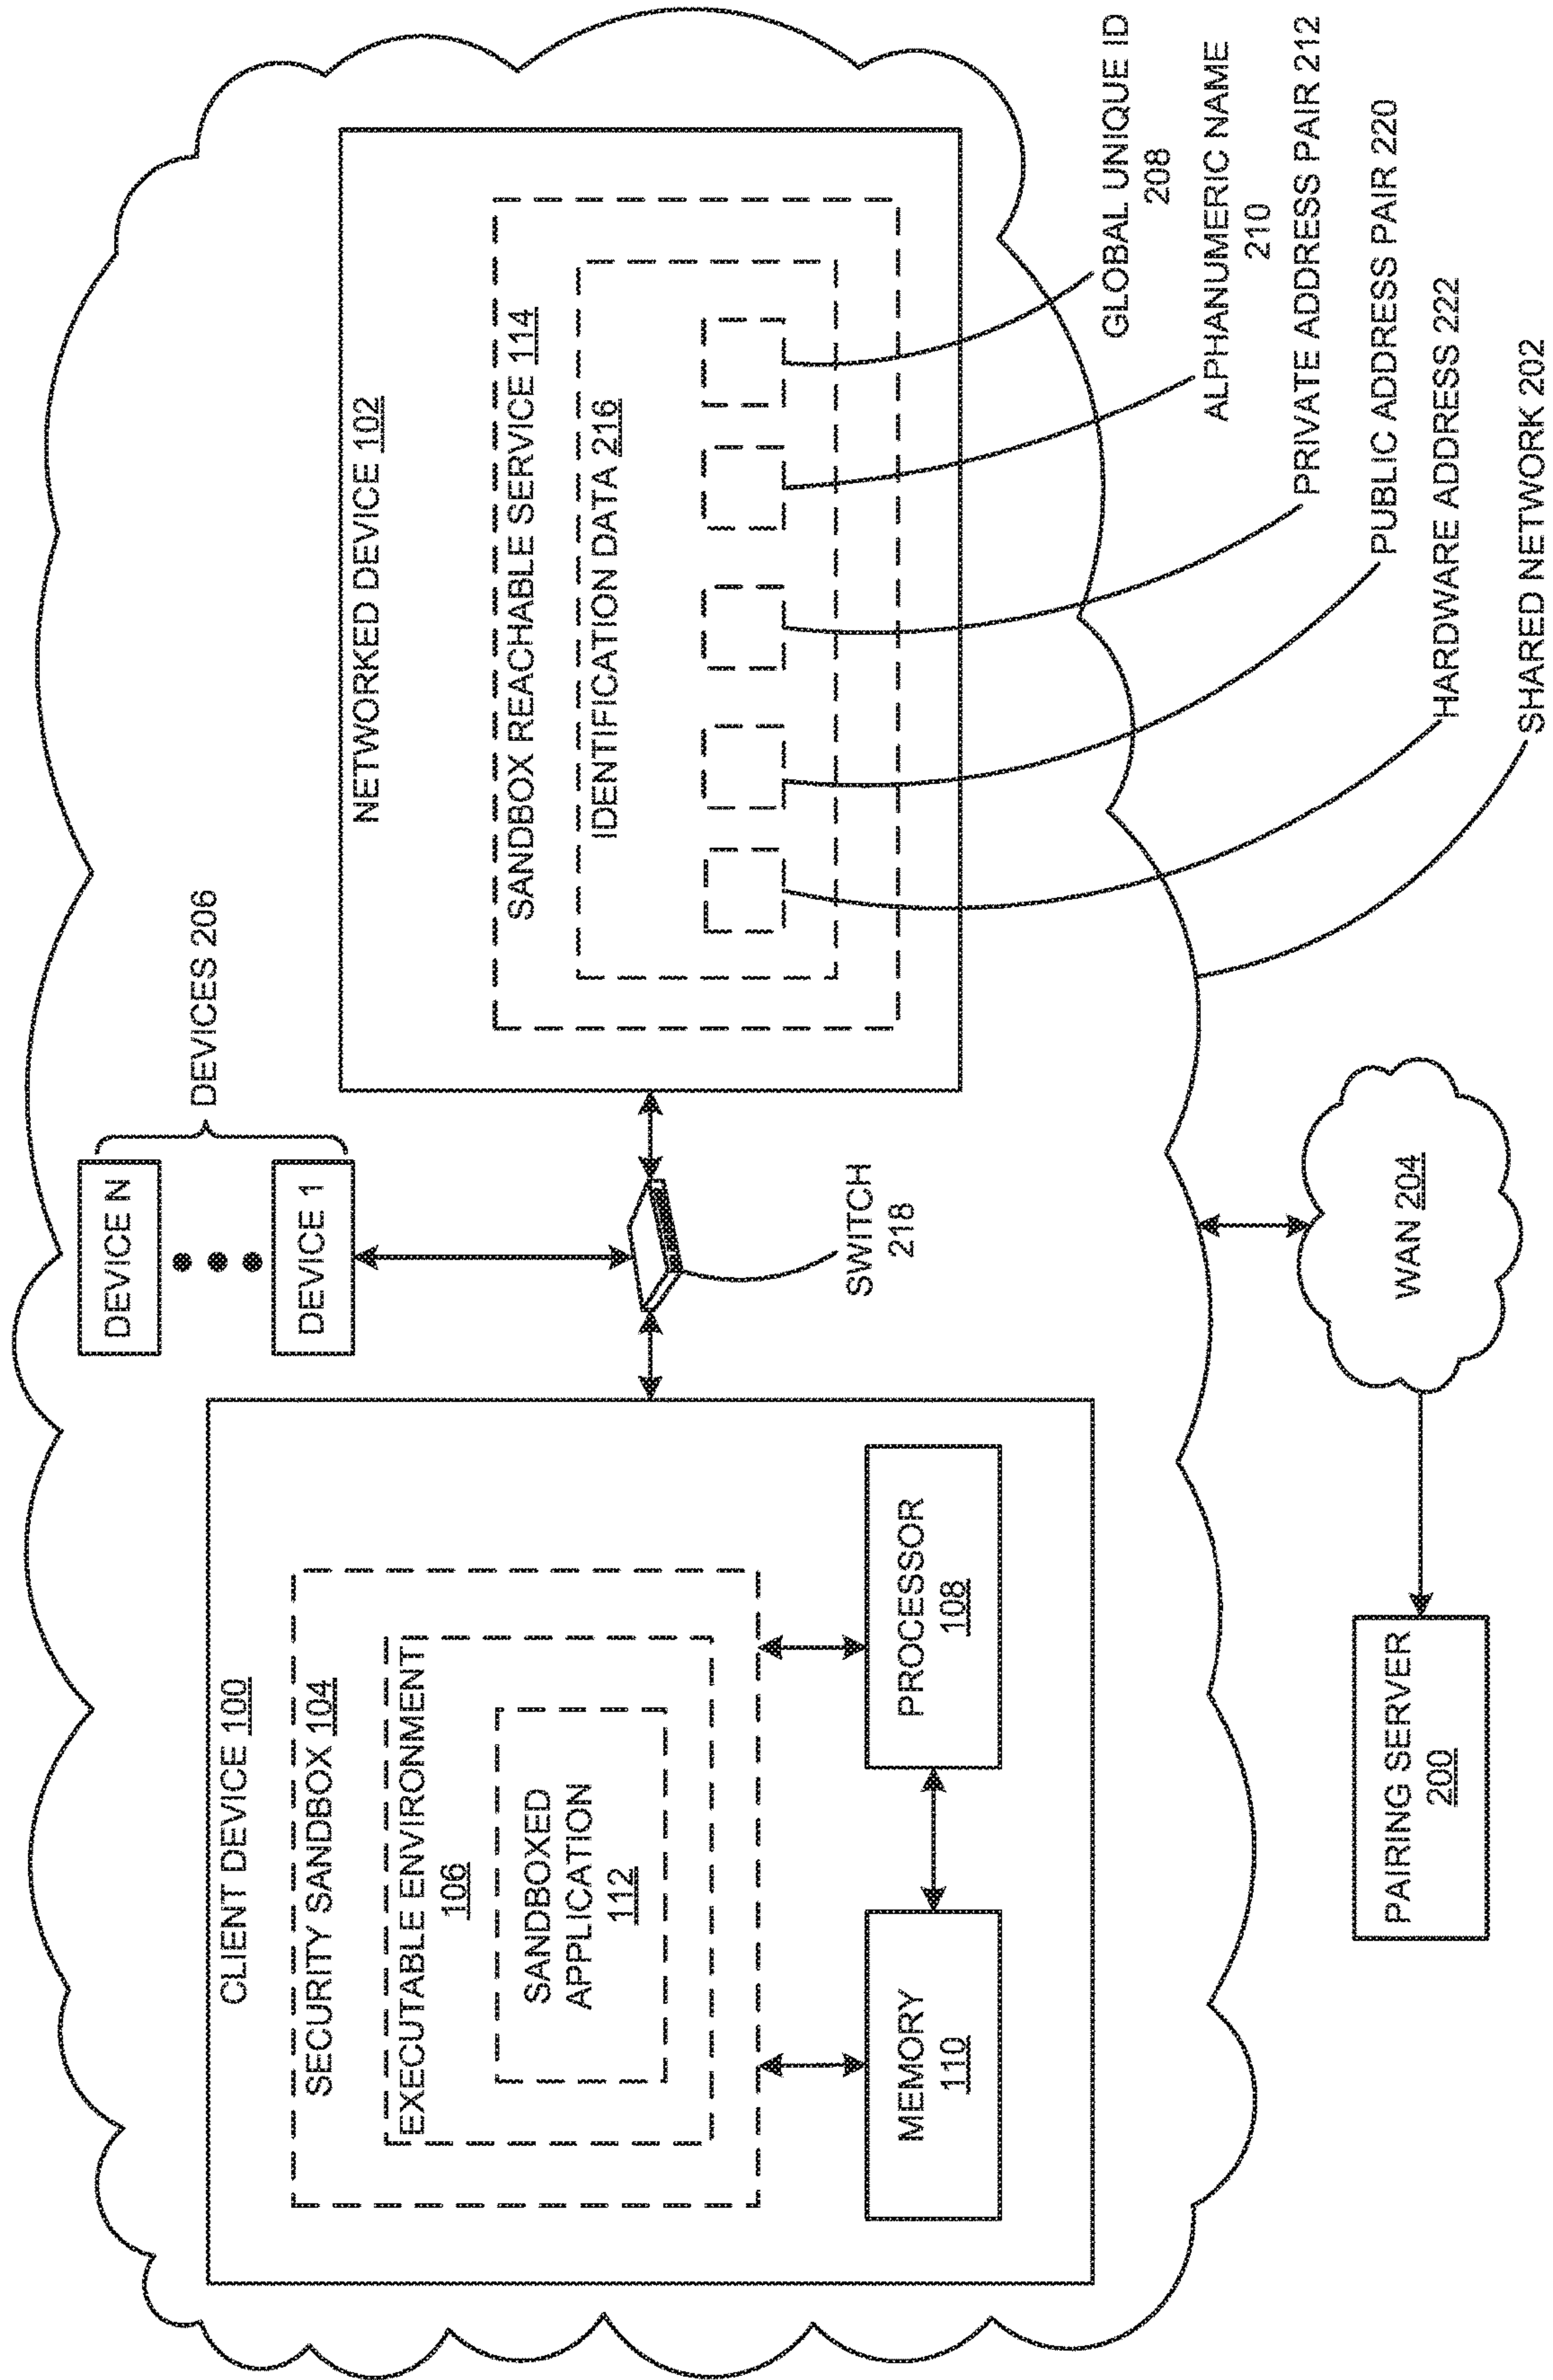 DEVICE N
DEVICE 1
DEVICES 206
CLIENT DEVICE 100
SECURITY SANDBOX 104
EXECUTABLE ENVIRONMENT
106
SANDBOXED
APPLICATION
112
MEMORY
110
PROCESSOR
108
SWITCH
218
NETWORKED DEVICE 102
SANDBOX REACHABLE SERVICE 114
IDENTIFICATION DATA 216
GLOBAL UNIQUE ID
208
ALPHANUMERIC NAME
210
PRIVATE ADDRESS PAIR 212
PUBLIC ADDRESS PAIR 220
HARDWARE ADDRESS 222
SHARED NETWORK 202
PAIRING SERVER
200
WAN 204